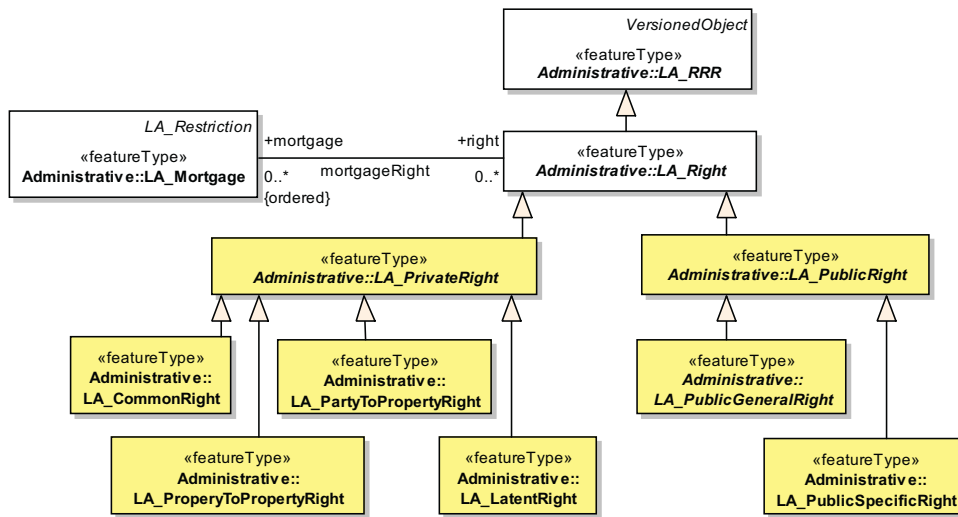 VersionedObject
«featureType»
Administrative::LA_RRR
LA_Restriction
«featureType»
Administrative::LA_Mortgage
+mortgage
+right
mortgageRight
0..*
{ordered}
0..*
«featureType»
Administrative::LA_Right
«featureType»
Administrative::LA_PrivateRight
«featureType»
Administrative::LA_PublicRight
«featureType»
Administrative::
LA_CommonRight
«featureType»
Administrative::
LA_PartyToPropertyRight
«featureType»
Administrative::
LA_PublicGeneralRight
«featureType»
Administrative::
LA_ProperyToPropertyRight
«featureType»
Administrative::
LA_LatentRight
«featureType»
Administrative::
LA_PublicSpecificRight